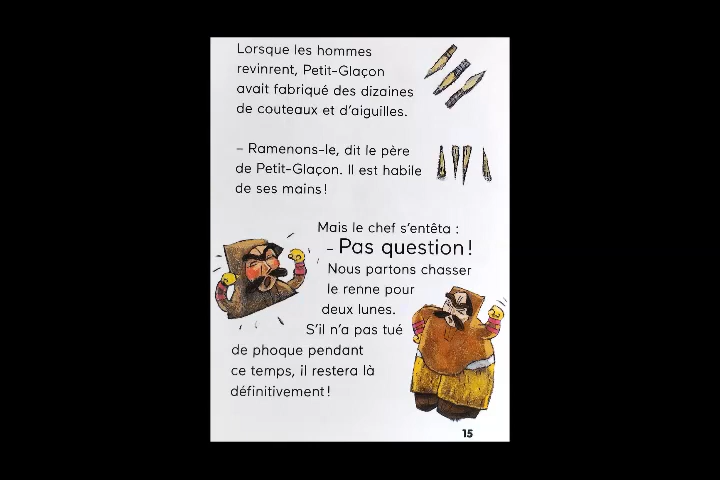 Lorsque les hommes
revinrent, Petit-Glaçon
avait fabriqué des dizaines
de couteaux et d'aiguilles.
– Ramenons-le, dit le père
de Petit-Glaçon. Il est habile
de ses mains !
Mais le chef s'entêta :
– Pas question !
Nous partons chasser
le renne pour
deux lunes.
S'il n'a pas tué
de phoque pendant
ce temps, il restera là
définitivement !
15